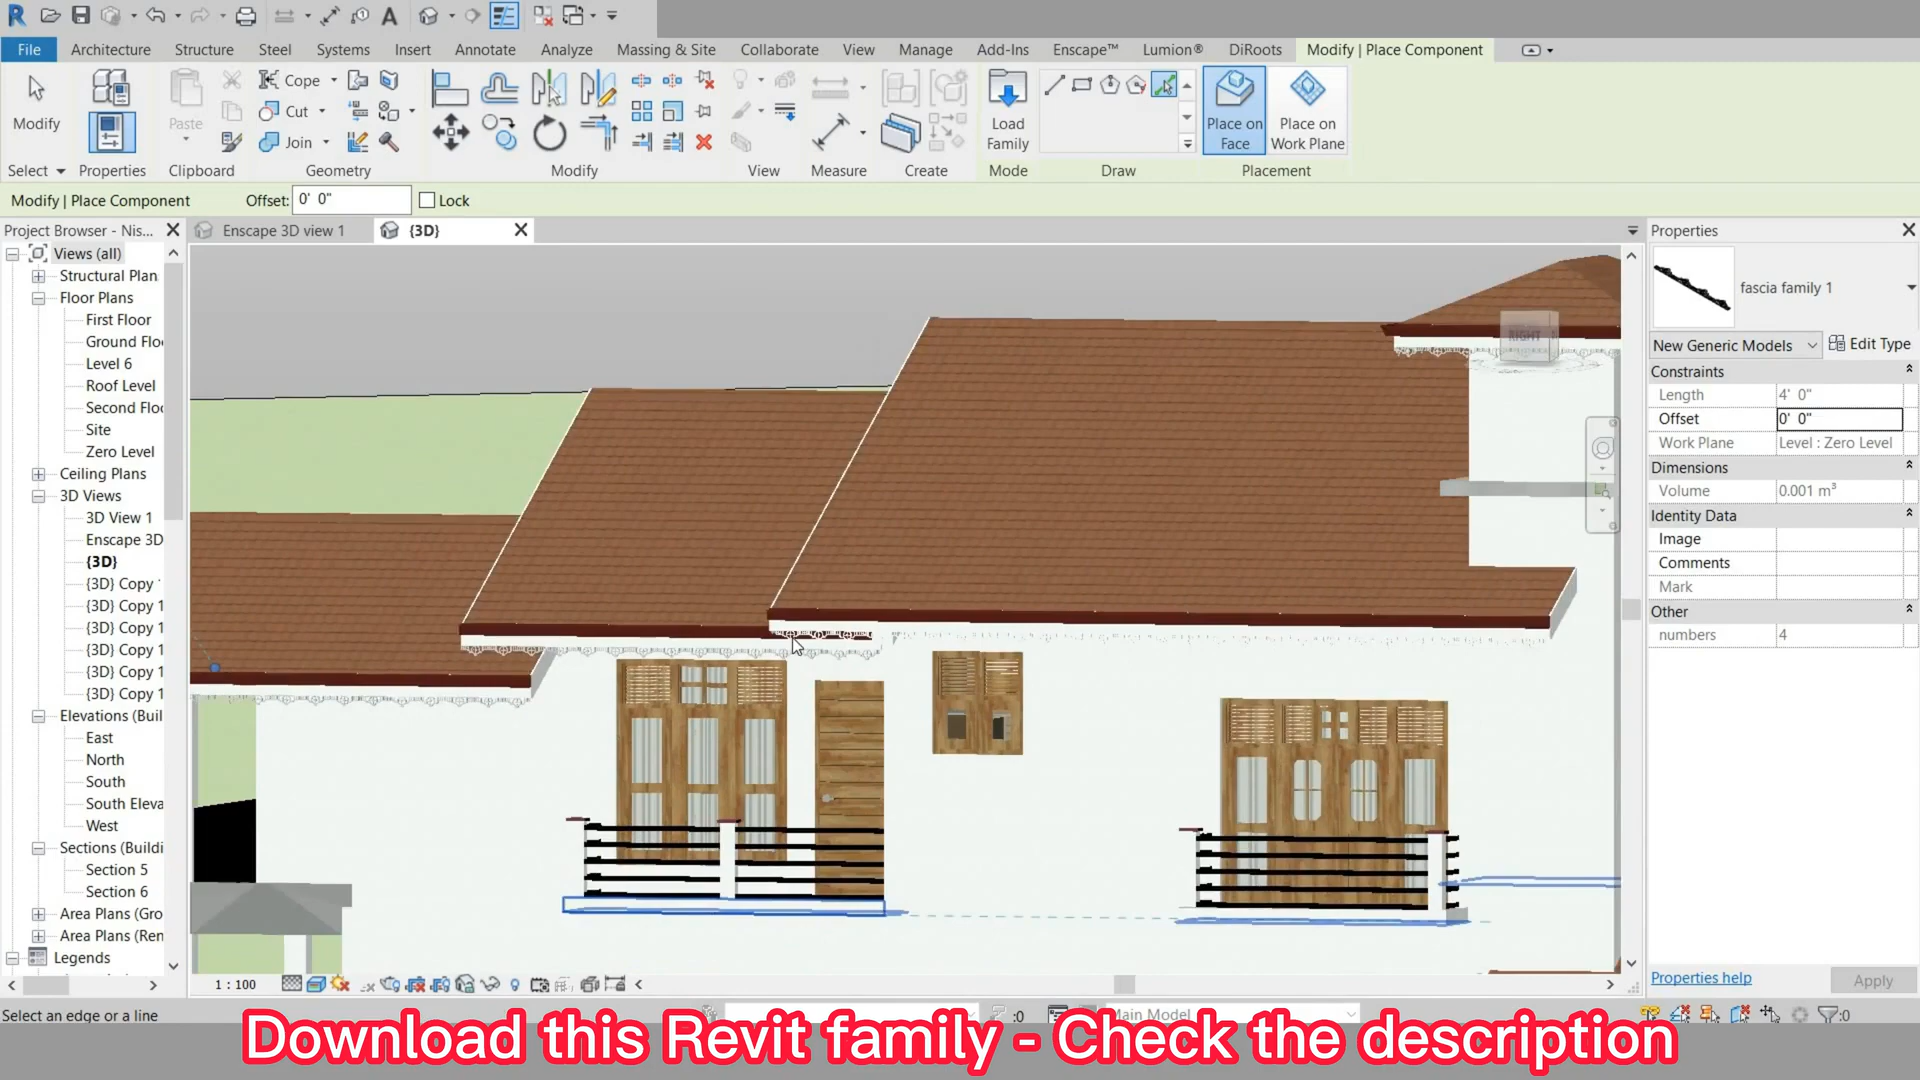 File Architecture Structure Steel Systems Insert Annotate Analyze Massing & Site Collaborate View Manage Add-Ins Enscape™ Lumion® DiRoots Modify | Place Component
Modify
Paste
Cope
Cut
Join
Load
Family
Place on
Face
Place on
Work Plane
Select Properties Clipboard Geometry Modify View Measure Create Mode Draw Placement
Modify | Place Component Offset: 0' 0" Lock
Project Browser - Nis...
Enscape 3D view 1
{3D}
Properties
Views (all)
Structural Plan
Floor Plans
First Floor
Ground Floo
Level 6
Roof Level
Second Floo
Site
Zero Level
Ceiling Plans
3D Views
3D View 1
Enscape 3D
{3D}
{3D} Copy
{3D} Copy 1
{3D} Copy 1
{3D} Copy 1
{3D} Copy 1
{3D} Copy 1
Elevations (Buil
East
North
South
South Eleva
West
Sections (Buildi
Section 5
Section 6
Area Plans (Gro
Area Plans (Ren
Legends
RIGHT
fascia family 1
New Generic Models Edit Type
Constraints
Length 4' 0"
Offset 0' 0"
Work Plane Level : Zero Level
Dimensions
Volume 0.001 m³
Identity Data
Image
Comments
Mark
Other
numbers 4
Properties help Apply
1 : 100
Select an edge or a line
:0
Main Model
:0
Download this Revit family - Check the description